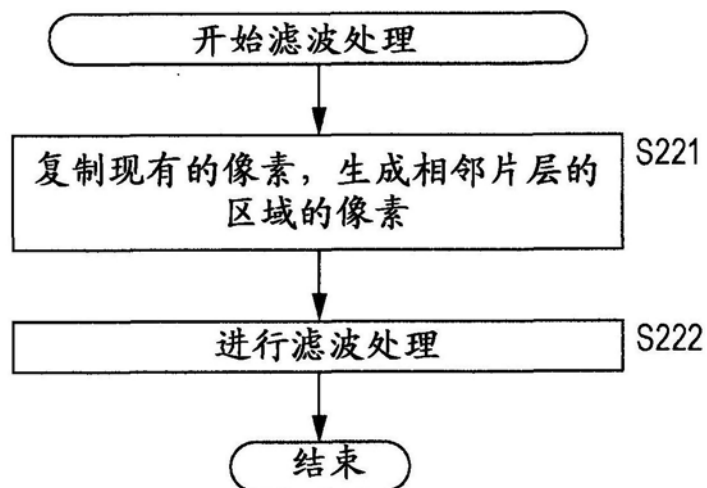 开始滤波处理
复制现有的像素，生成相邻片层的
区域的像素
S221
进行滤波处理
S222
结束